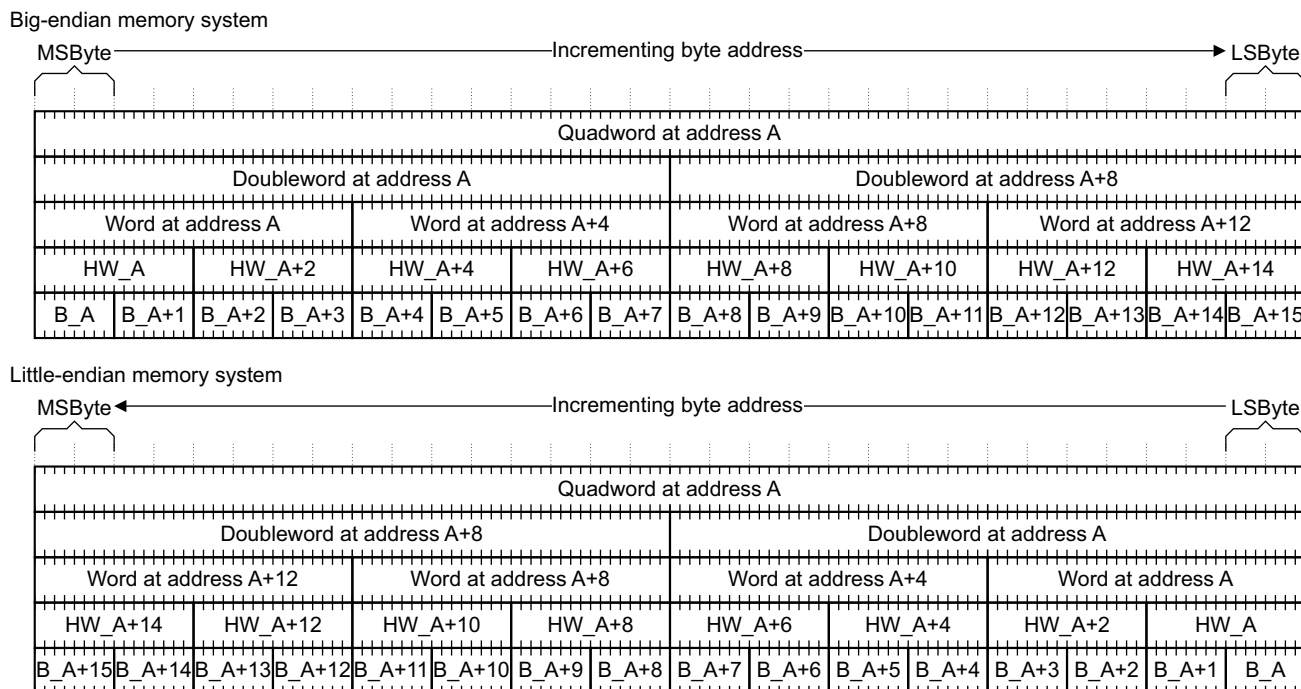 Big-endian memory system
MSByte Incrementing byte address LSByte
Quadword at address A
Doubleword at address A Doubleword at address A+8
Word at address A Word at address A+4 Word at address A+8 Word at address A+12
HW_A HW_A+2 HW_A+4 HW_A+6 HW_A+8 HW_A+10 HW_A+12 HW_A+14
B_A B_A+1 B_A+2 B_A+3 B_A+4 B_A+5 B_A+6 B_A+7 B_A+8 B_A+9 B_A+10 B_A+11 B_A+12 B_A+13 B_A+14 B_A+15
Little-endian memory system
MSByte Incrementing byte address LSByte
Quadword at address A
Doubleword at address A+8 Doubleword at address A
Word at address A+12 Word at address A+8 Word at address A+4 Word at address A
HW_A+14 HW_A+12 HW_A+10 HW_A+8 HW_A+6 HW_A+4 HW_A+2 HW_A
B_A+15 B_A+14 B_A+13 B_A+12 B_A+11 B_A+10 B_A+9 B_A+8 B_A+7 B_A+6 B_A+5 B_A+4 B_A+3 B_A+2 B_A+1 B_A